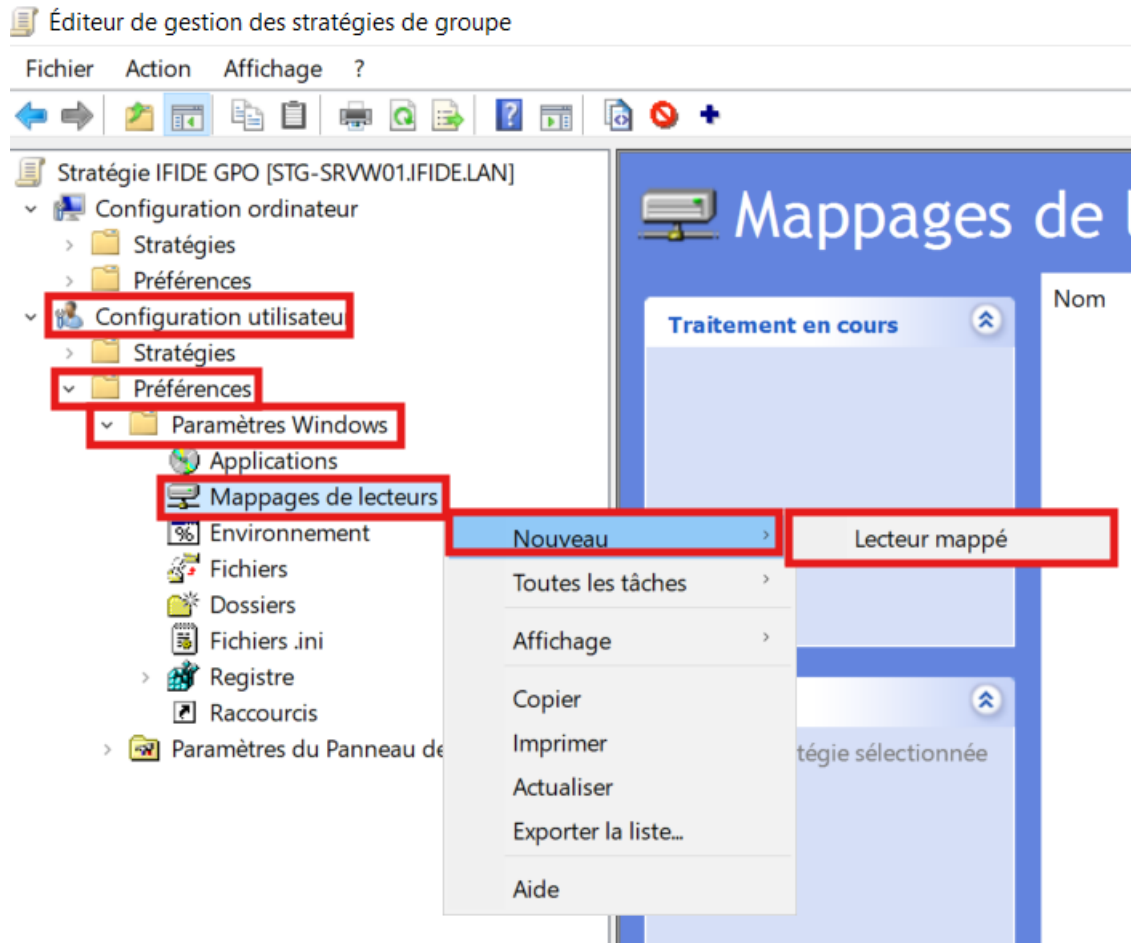 Éditeur de gestion des stratégies de groupe
Fichier Action Affichage ?
Stratégie IFIDE GPO [STG-SRVW01.IFIDE.LAN]
Configuration ordinateur
Stratégies
Préférences
Configuration utilisateur
Stratégies
Préférences
Paramètres Windows
Applications
Mappages de lecteurs
Environnement
Fichiers
Dossiers
Fichiers .ini
Registre
Raccourcis
Paramètres du Panneau de
Nouveau
Toutes les tâches
Affichage
Copier
Imprimer
Actualiser
Exporter la liste...
Aide
Lecteur mappé
Mappages de
Traitement en cours
Nom
tégie sélectionnée